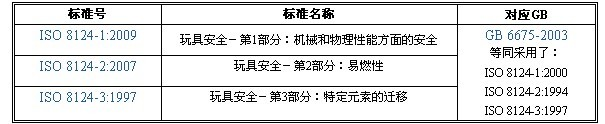 标准号 标准名称 对应GB
ISO 8124-1:2009 玩具安全－第1部分：机械和物理性能方面的安全
ISO 8124-2:2007 玩具安全－第2部分：易燃性
ISO 8124-3:1997 玩具安全－第3部分：特定元素的迁移
GB 6675-2003
等同采用了：
ISO 8124-1:2000
ISO 8124-2:1994
ISO 8124-3:1997